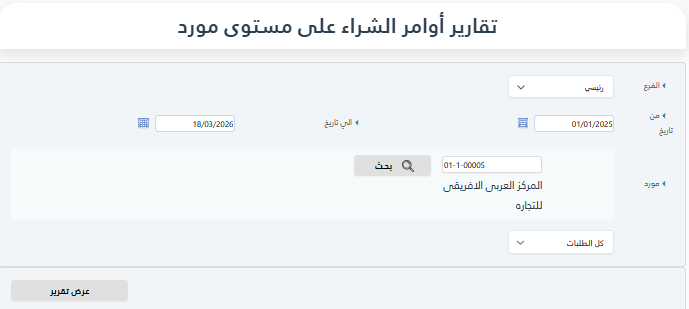 تقارير أوامر الشراء على مستوى مورد
الفرع
رئيسي
من تاريخ
01/01/2025
الي تاريخ
18/03/2026
مورد
01-1-00005
بحث
المركز العربى الافريقى
للتجاره
كل الطلبات
عرض تقرير